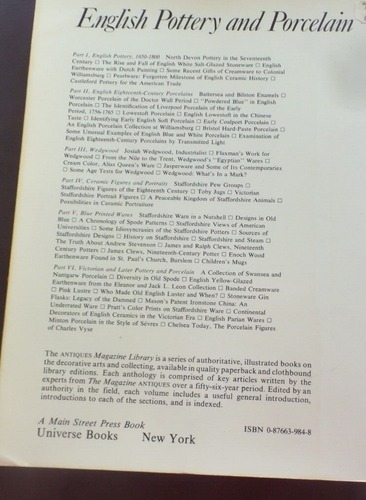 English Pottery and Porcelain
Part I, English Pottery, 1650-1800 North Devon Pottery in the Seventeenth
Century □ The Rise and Fall of English White Salt-Glazed Stoneware □ English
Earthenware with Dutch Painting □ Some Recent Gifts of Creamware to Colonial
Williamsburg □ Pearlware: Forgotten Milestone of English Ceramic History □
Castleford Pottery for the American Trade
Part II, English Eighteenth-Century Porcelains Battersea and Bilston Enamels □
Worcester Porcelain of the Doctor Wall Period □ "Powdered Blue" in English
Porcelain □ The Identification of Liverpool Porcelain of the Early
Period, 1756-1765 □ Lowestoft Porcelain □ English Lowestoft in the Chinese
Taste □ Identifying Early English Soft Porcelain □ Early Coalport Porcelain □
An English Porcelain Collection at Williamsburg □ Bristol Hard-Paste Porcelain □
Some Unusual Examples of English Blue and White Porcelain □ Examination of
English Eighteenth-Century Porcelains by Transmitted Light
Part III, Wedgwood Josiah Wedgwood, Industrialist □ Flaxman's Work for
Wedgwood □ From the Nile to the Trent, Wedgwood's "Egyptian" Wares □
Cream Color, Alias Queen's Ware □ Jasperware and Some of Its Contemporaries
□ Some Age Tests for Wedgwood □ Wedgwood: What's In a Mark?
Part IV, Ceramic Figures and Portraits Staffordshire Pew Groups □
Staffordshire Figures of the Eighteenth Century □ Toby Jugs □ Victorian
Staffordshire Portrait Figures □ A Peaceable Kingdom of Staffordshire Animals □
Possibilities in Ceramic Portraiture
Part V, Blue Printed Wares Staffordshire Ware in a Nutshell □ Designs in Old
Blue □ A Chronology of Spode Patterns □ Staffordshire Views of American
Universities □ Some Idiosyncrasies of the Staffordshire Potters □ Sources of
Staffordshire Designs □ History on Staffordshire □ Staffordshire and Steam □
The Truth About Andrew Stevenson □ James and Ralph Clews, Nineteenth
Century Potters □ James Clews, Nineteenth-Century Potter □ Enoch Wood
Earthenware Found in St. Paul's Church, Burslem □ Children's Mugs
Part VI, Victorian and Later Pottery and Porcelain A Collection of Swansea and
Nantgarw Porcelain □ Diversity in Old Spode □ English Yellow-Glazed
Earthenware from the Eleanor and Jack L. Leon Collection □ Baoled Creamware
□ Pink Lustre □ Who Made Old English Luster and When? □ Stoneware Gin
Flasks: Legacy of the Damned □ Mason's Patent Ironstone China: An
Underrated Ware □ Pratt's Color Prints on Staffordshire Ware □ Continental
Decorators of English Ceramics in the Victorian Era □ English Parian Wares □
Minton Porcelain in the Style of Sèvres □ Chelsea Today, The Porcelain Figures
of Charles Vyse
The ANTIQUES Magazine Library is a series of authoritative, illustrated books on
the decorative arts and collecting, available in quality paperback and clothbound
library editions. Each anthology is comprised of key articles written by the
experts from The Magazine ANTIQUES over a fifty-six-year period. Edited by an
authority in the field, each volume includes a useful general introduction,
introductions to each of the sections, and is indexed.
A Main Street Press Book
Universe Books New York
ISBN 0-87663-984-8